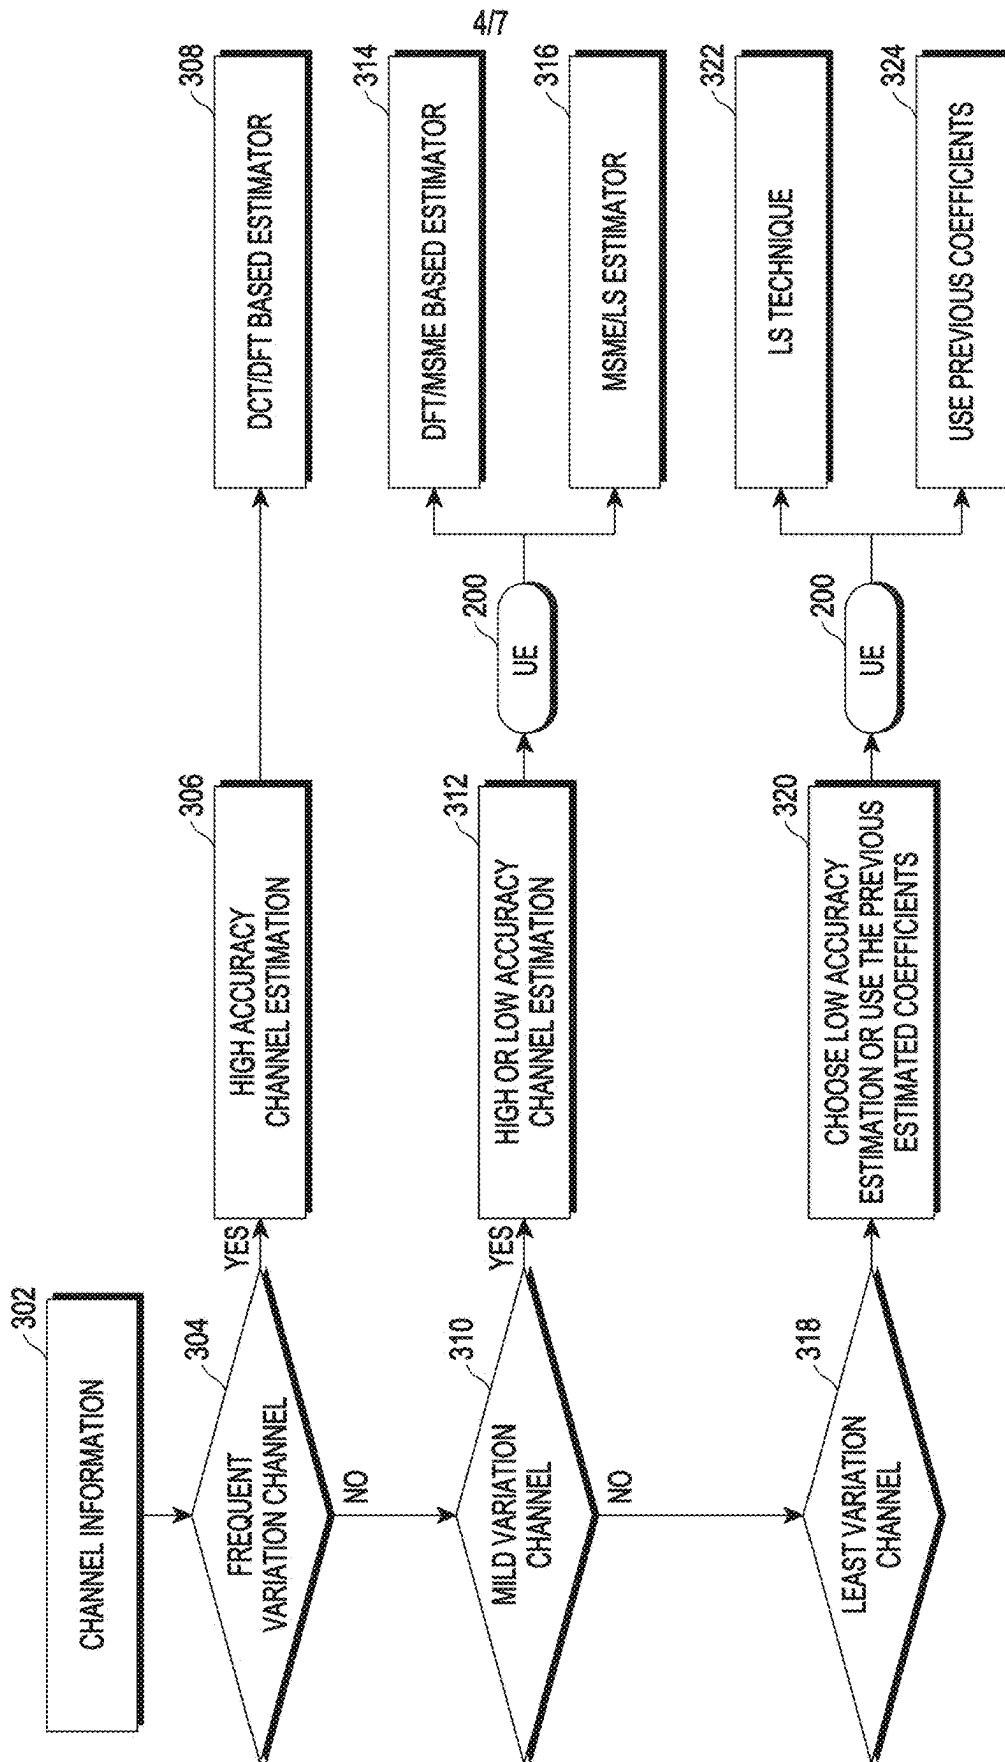 4/7
302
CHANNEL INFORMATION
304
FREQUENT
VARIATION CHANNEL
YES
NO
306
HIGH ACCURACY
CHANNEL ESTIMATION
308
DCT/DFT BASED ESTIMATOR
310
MILD VARIATION
CHANNEL
YES
NO
312
HIGH OR LOW ACCURACY
CHANNEL ESTIMATION
200
UE
314
DFT/MSME BASED ESTIMATOR
316
MSME/LS ESTIMATOR
318
LEAST VARIATION
CHANNEL
320
CHOOSE LOW ACCURACY
ESTIMATION OR USE THE PREVIOUS
ESTIMATED COEFFICIENTS
200
UE
322
LS TECHNIQUE
324
USE PREVIOUS COEFFICIENTS